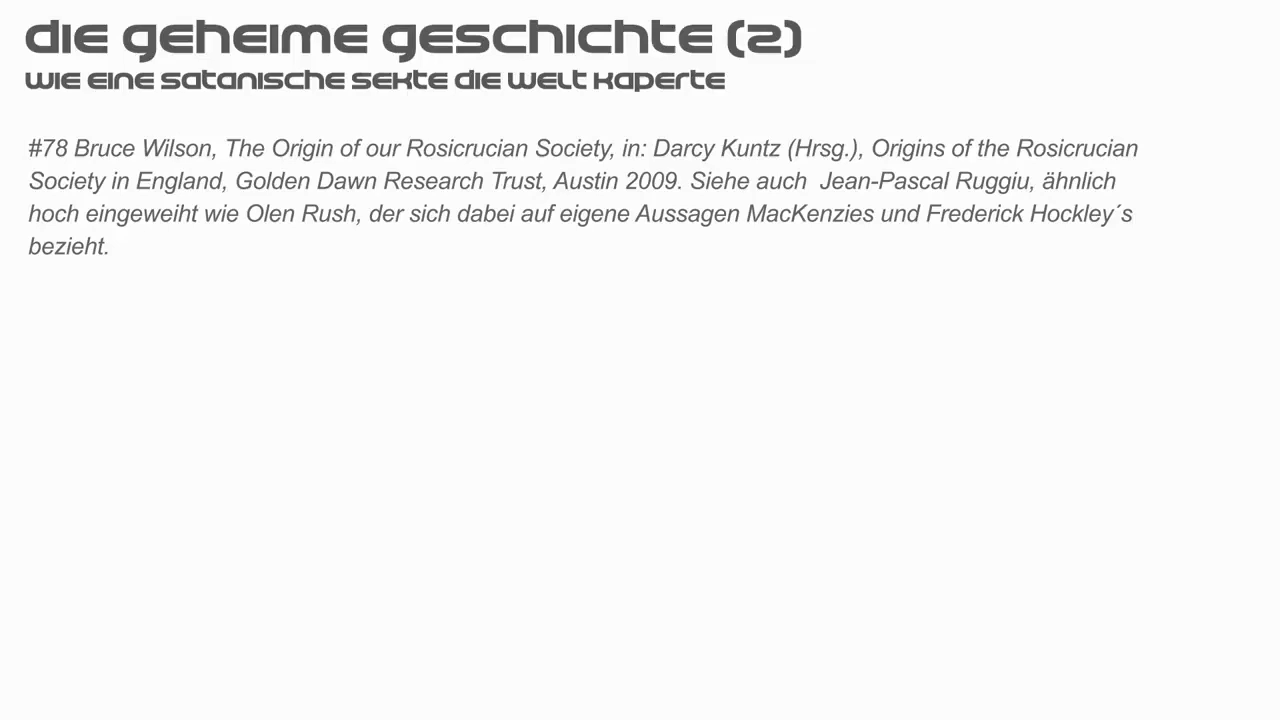 die geheime geschichte (2)
wie eine satanische sekte die welt kaperte
#78 Bruce Wilson, The Origin of our Rosicrucian Society, in: Darcy Kuntz (Hrsg.), Origins of the Rosicrucian
Society in England, Golden Dawn Research Trust, Austin 2009. Siehe auch  Jean-Pascal Ruggiu, ähnlich
hoch eingeweiht wie Olen Rush, der sich dabei auf eigene Aussagen MacKenzies und Frederick Hockley´s
bezieht.